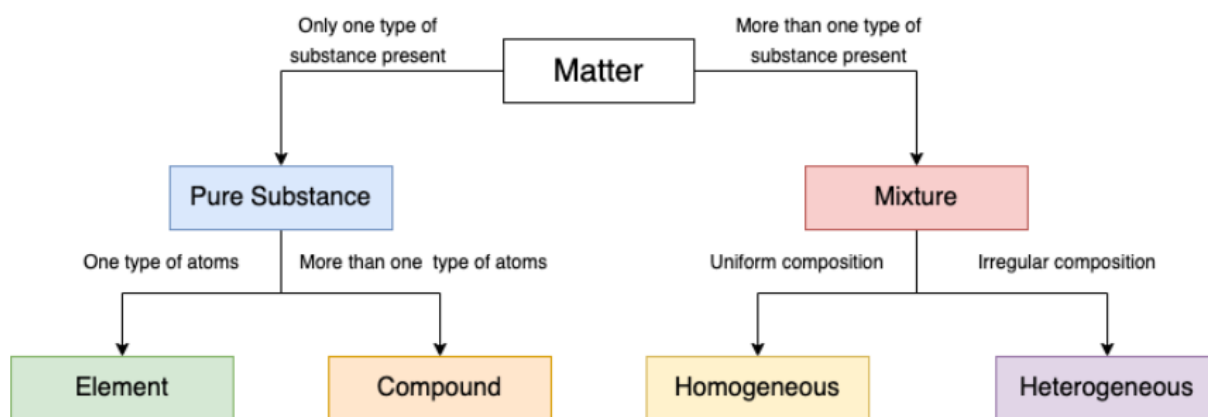 Only one type of
substance present
Matter
More than one type of
substance present
Pure Substance
Mixture
One type of atoms
More than one  type of atoms
Uniform composition
Irregular composition
Element
Compound
Homogeneous
Heterogeneous